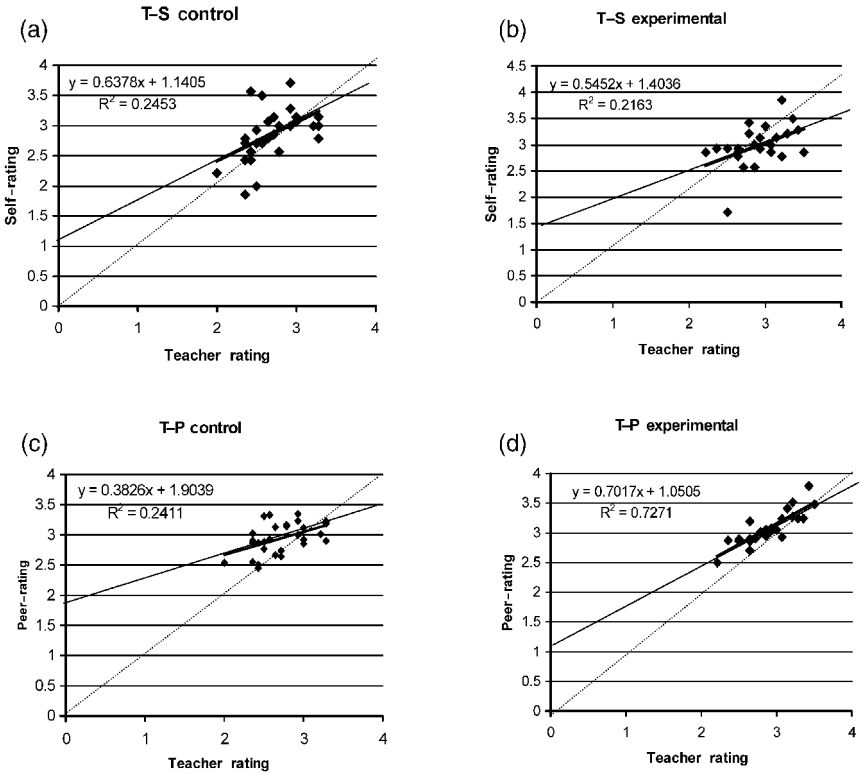 (a)
T–S control
4
3.5
3
2.5
2
1.5
1
0.5
0
y = 0.6378x + 1.1405
R² = 0.2453
Self–rating
0 1 2 3 4
Teacher rating
(b)
T–S experimental
4.5
4
3.5
3
2.5
2
1.5
1
0.5
0
y = 0.5452x + 1.4036
R² = 0.2163
Self–rating
0 1 2 3 4
Teacher rating
(c)
T–P control
4
3.5
3
2.5
2
1.5
1
0.5
0
y = 0.3826x + 1.9039
R² = 0.2411
Peer–rating
0 1 2 3 4
Teacher rating
(d)
T–P experimental
4
3.5
3
2.5
2
1.5
1
0.5
0
y = 0.7017x + 1.0505
R² = 0.7271
Peer–rating
0 1 2 3 4
Teacher rating